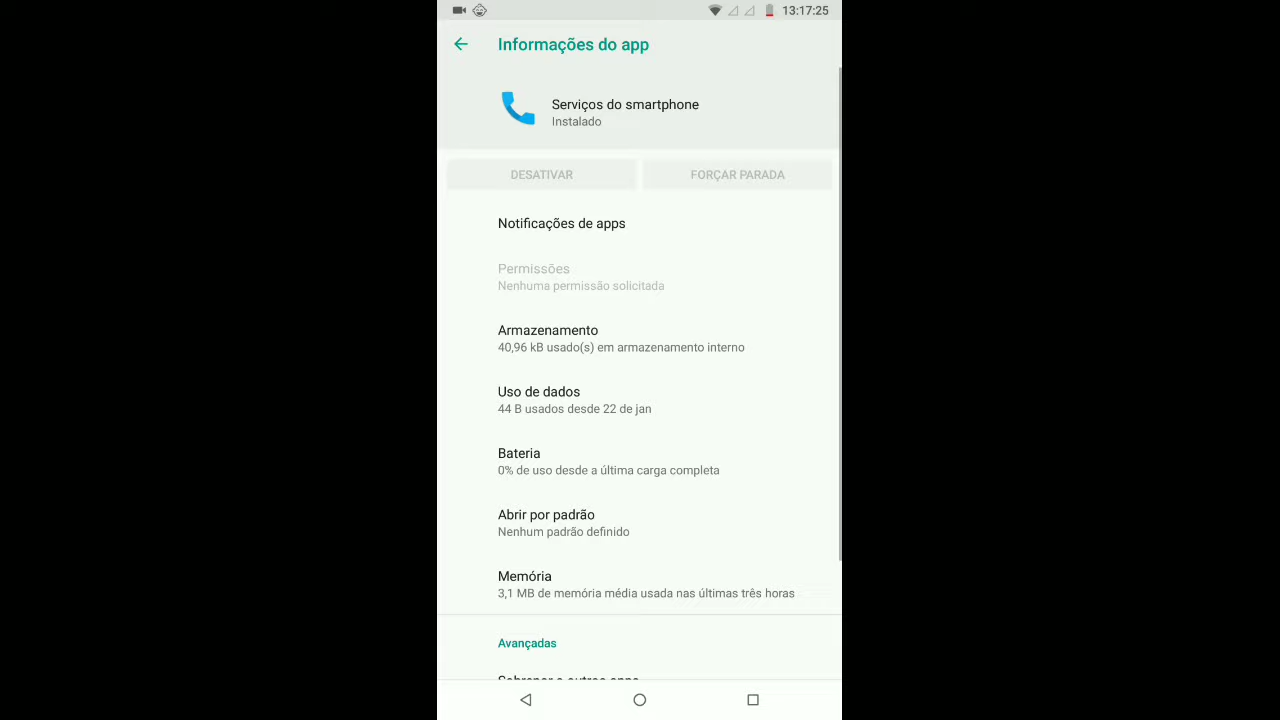 13:17:25
Informações do app
Serviços do smartphone
Instalado
DESATIVAR
FORÇAR PARADA
Notificações de apps
Permissões
Nenhuma permissão solicitada
Armazenamento
40,96 kB usado(s) em armazenamento interno
Uso de dados
44 B usados desde 22 de jan
Bateria
0% de uso desde a última carga completa
Abrir por padrão
Nenhum padrão definido
Memória
3,1 MB de memória média usada nas últimas três horas
Avançadas
Sobrepor a outros apps